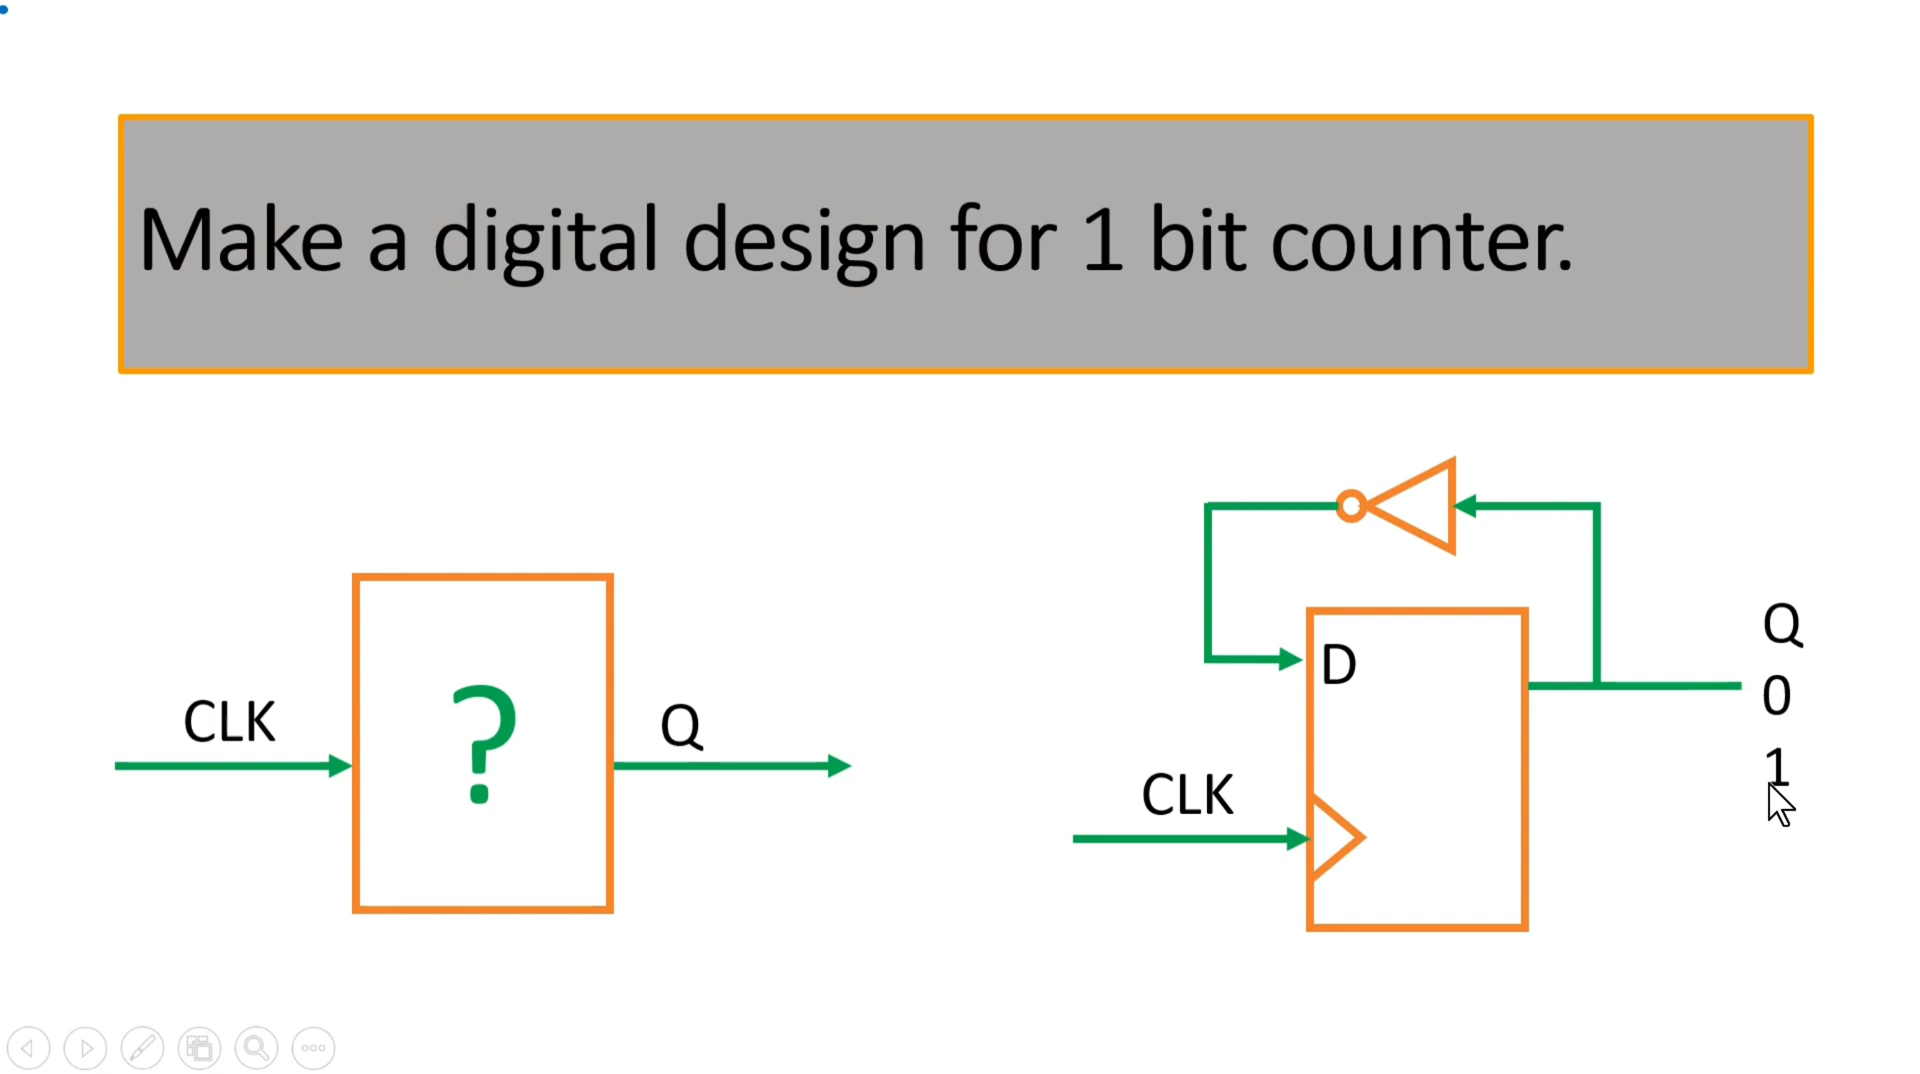 Make a digital design for 1 bit counter.
CLK
?
Q
D
CLK
Q
0
1